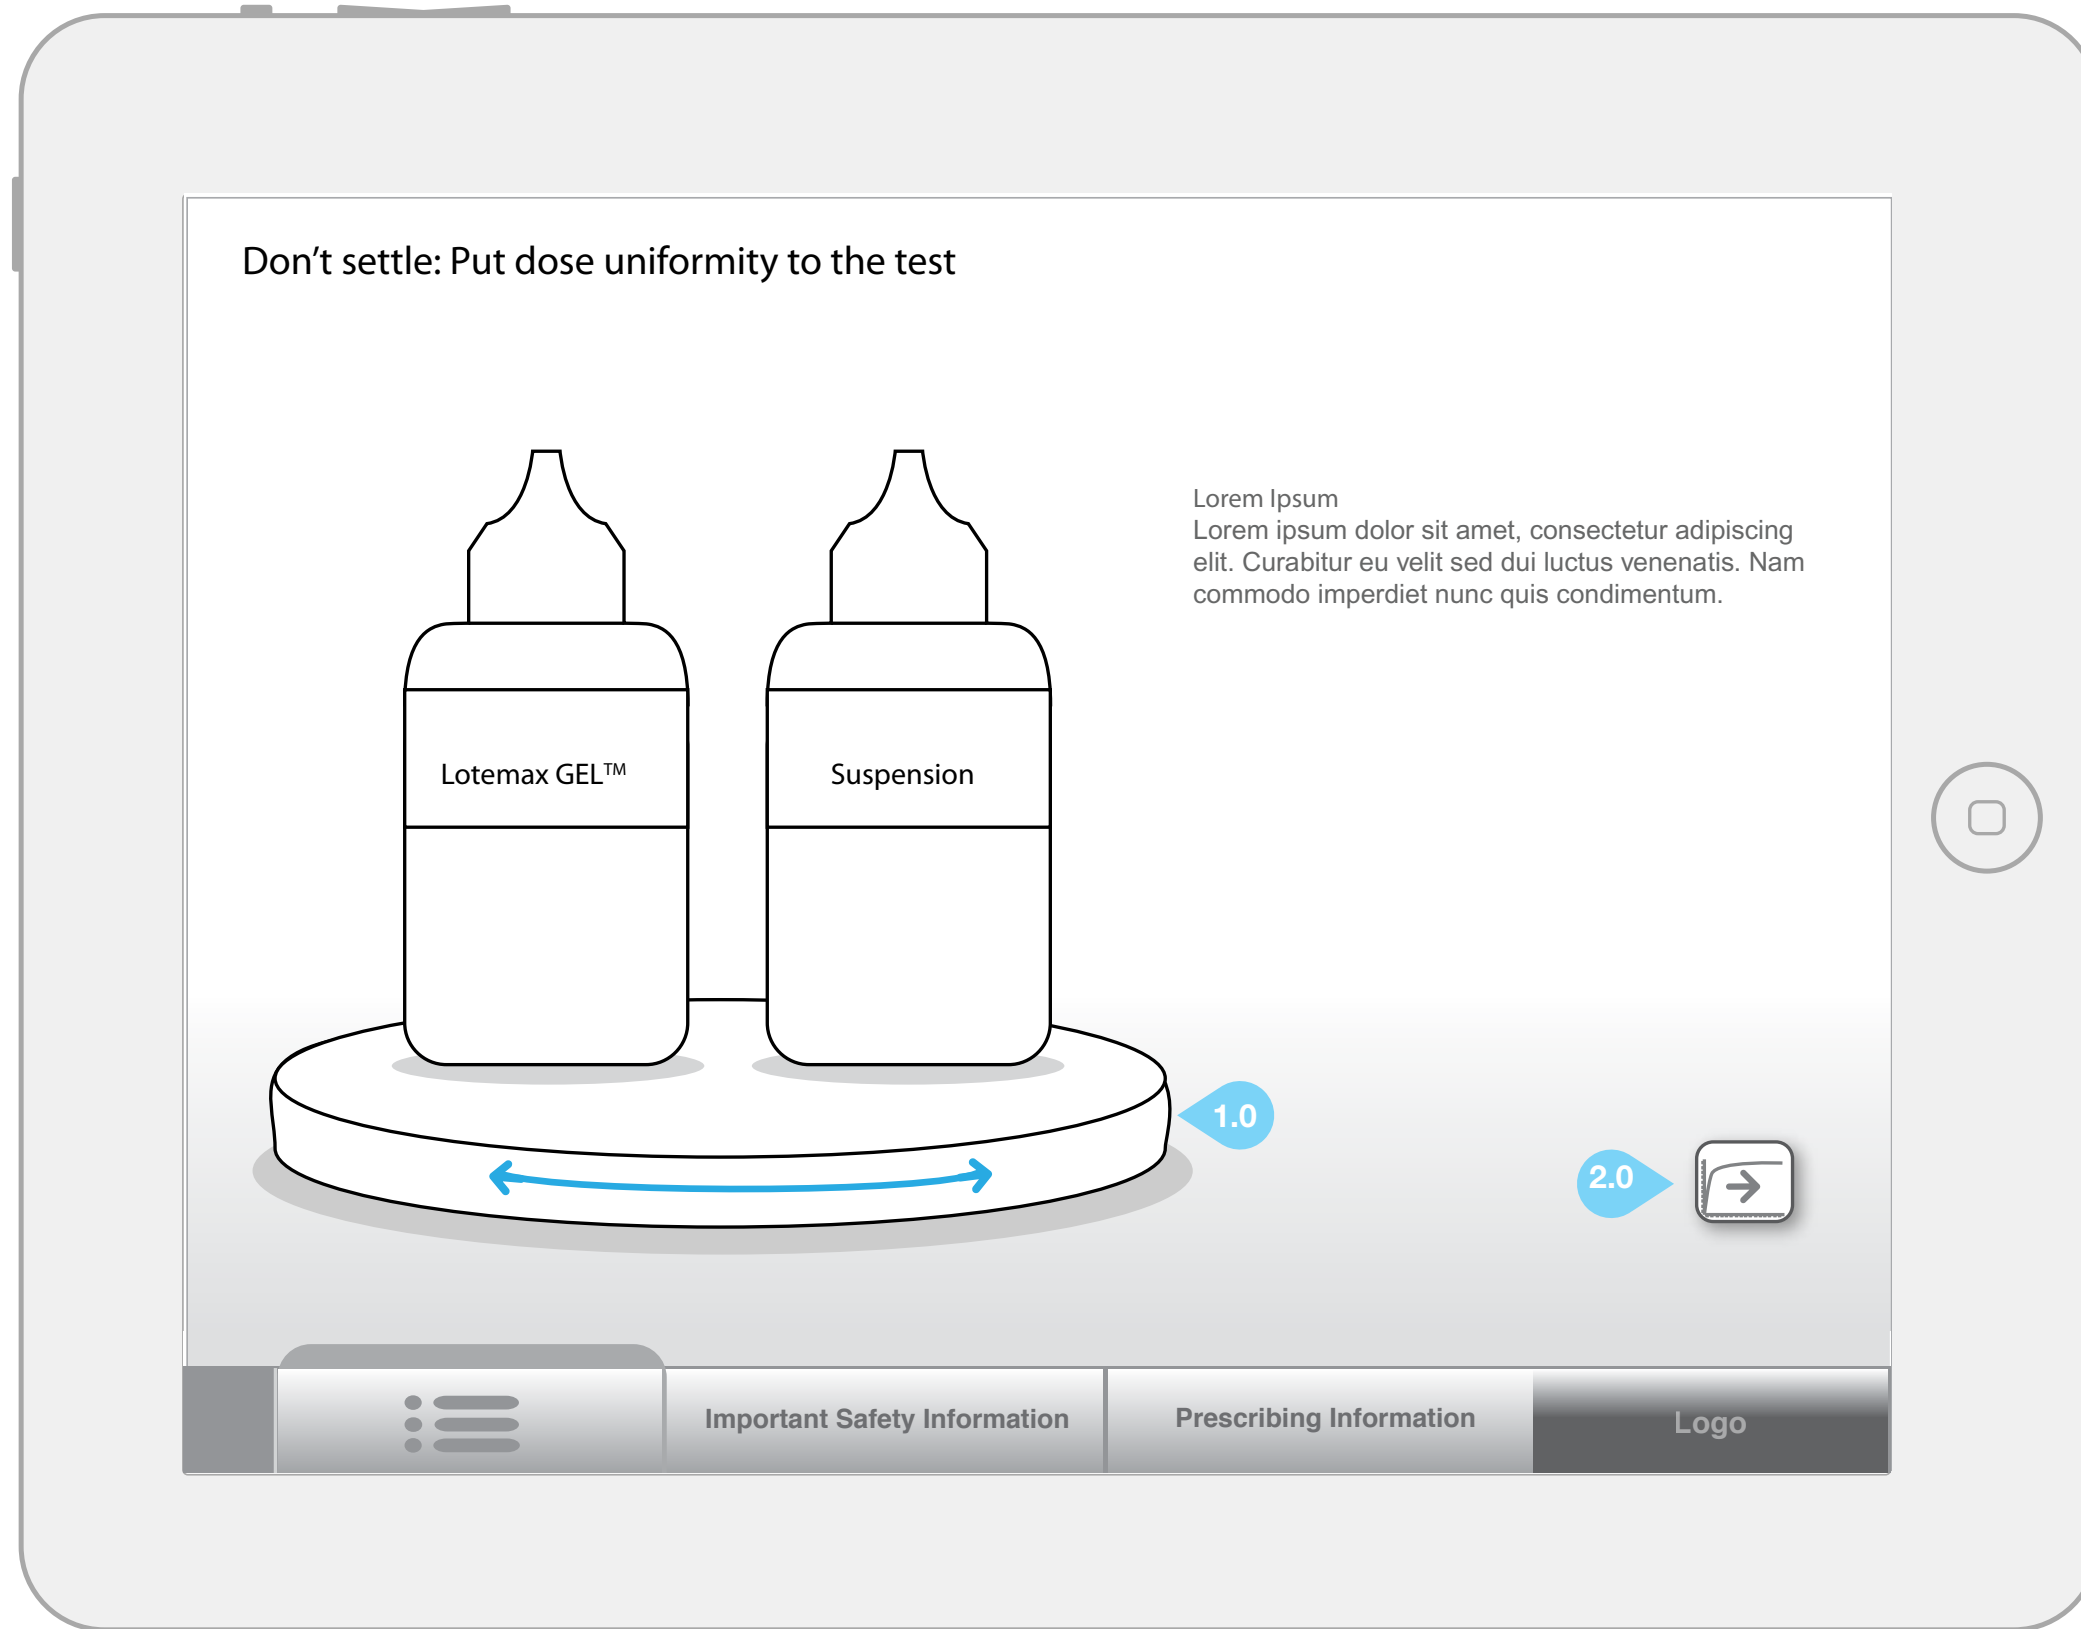 Don’t settle: Put dose uniformity to the test
Lorem Ipsum
Lorem ipsum dolor sit amet, consectetur adipiscing
elit. Curabitur eu velit sed dui luctus venenatis. Nam
commodo imperdiet nunc quis condimentum.
Lotemax GEL™
Suspension
1.0
2.0
Important Safety Information
Prescribing Information
Logo